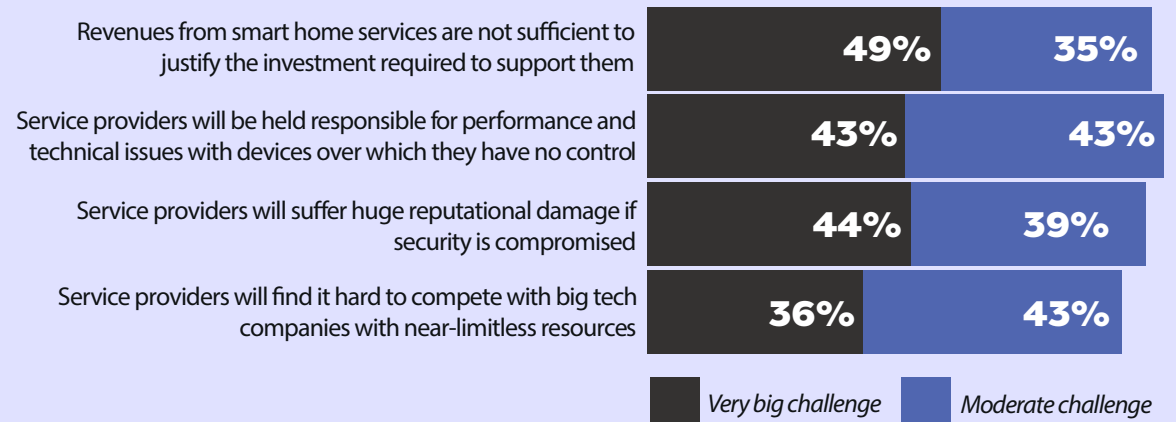 Revenues from smart home services are not sufficient to
justify the investment required to support them
49% 35%
Service providers will be held responsible for performance and
technical issues with devices over which they have no control
43% 43%
Service providers will suffer huge reputational damage if
security is compromised
44% 39%
Service providers will find it hard to compete with big tech
companies with near-limitless resources
36% 43%
Very big challenge Moderate challenge